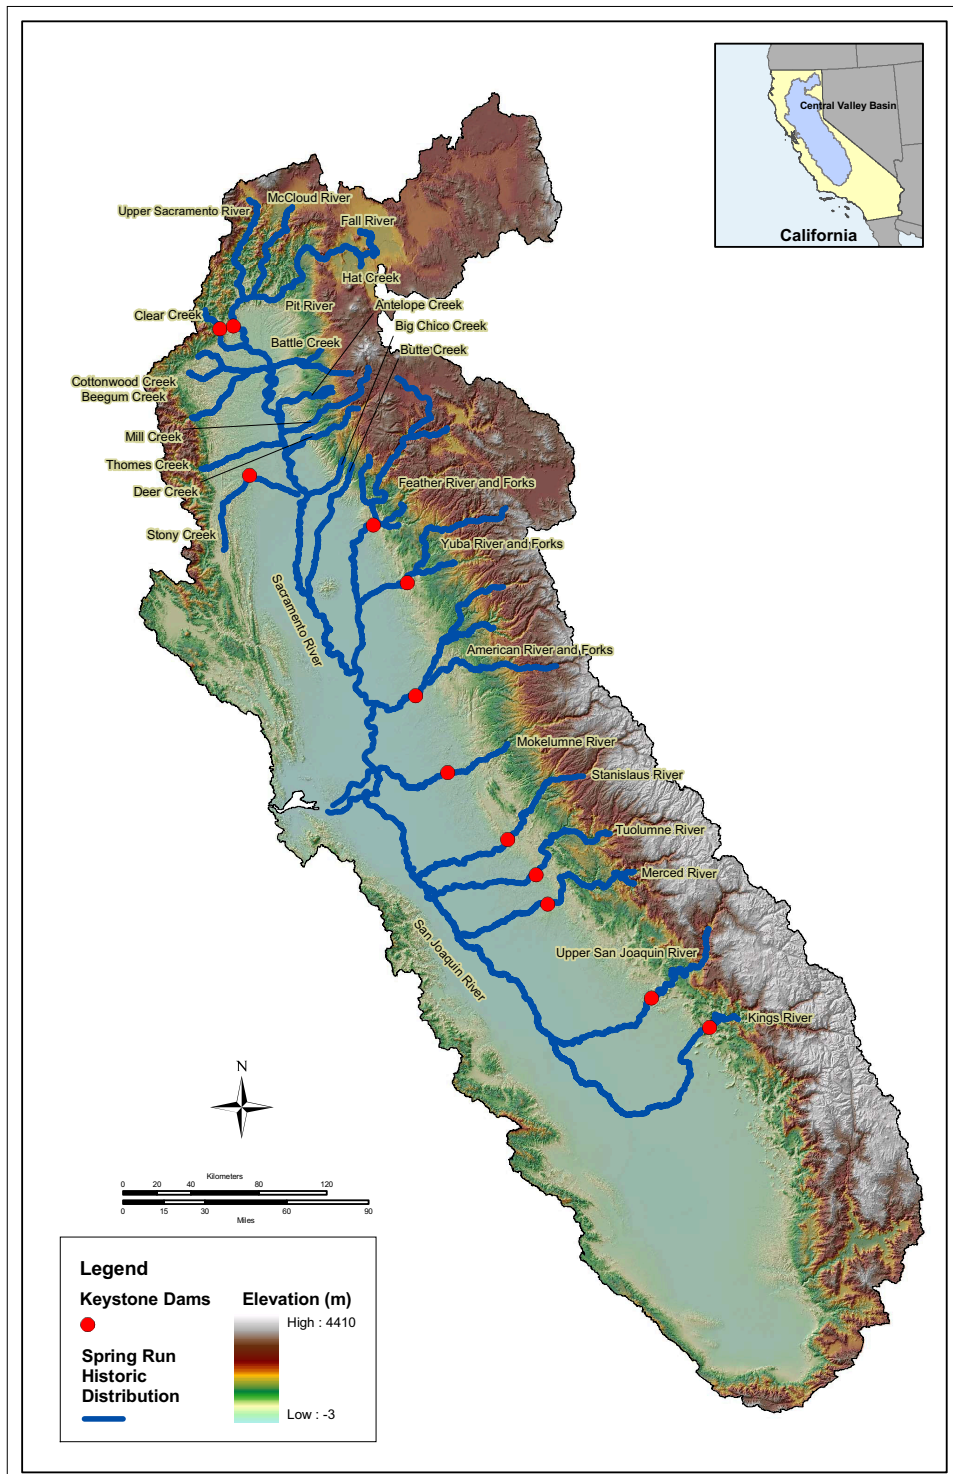 Central Valley Basin
California
McCloud River
Upper Sacramento River
Fall River
Hat Creek
Pit River
Antelope Creek
Clear Creek
Big Chico Creek
Battle Creek
Butte Creek
Cottonwood Creek
Beegum Creek
Mill Creek
Thomes Creek
Deer Creek
Feather River and Forks
Stony Creek
Yuba River and Forks
Sacramento River
American River and Forks
Mokelumne River
Stanislaus River
Tuolumne River
Merced River
San Joaquin River
Upper San Joaquin River
Kings River
N
Kilometers
0 20 40 80 120
0 15 30 60 90
Miles
Legend
Keystone Dams
Spring Run
Historic
Distribution
Elevation (m)
High : 4410
Low : -3